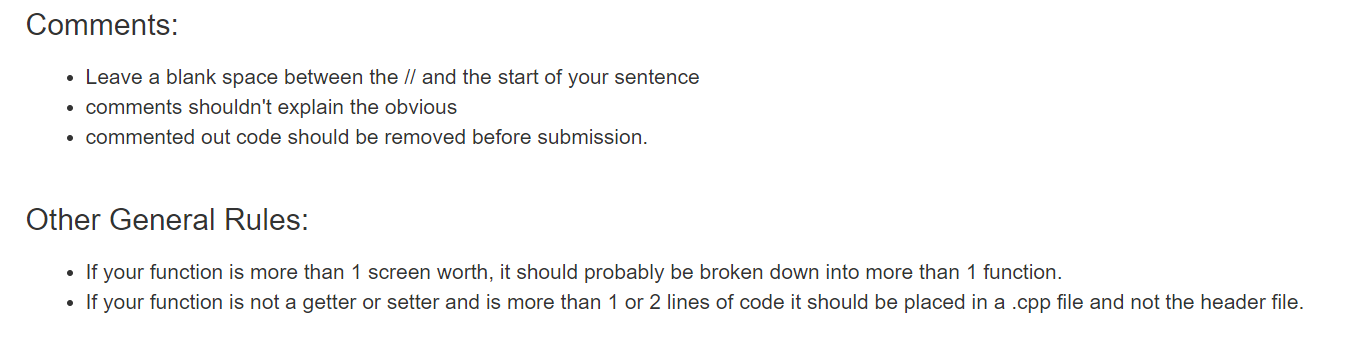 Comments:
• Leave a blank space between the // and the start of your sentence
• comments shouldn't explain the obvious
• commented out code should be removed before submission.
Other General Rules:
• If your function is more than 1 screen worth, it should probably be broken down into more than 1 function.
• If your function is not a getter or setter and is more than 1 or 2 lines of code it should be placed in a .cpp file and not the header file.